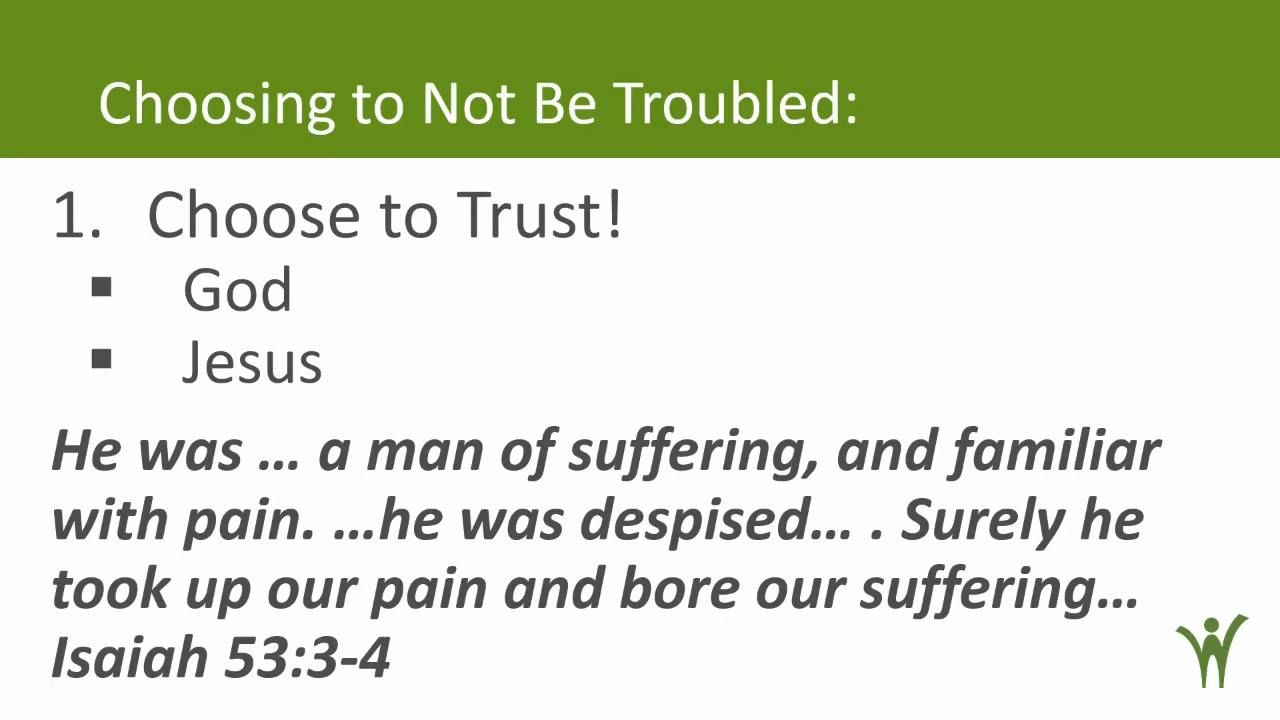 Choosing to Not Be Troubled:
1. Choose to Trust!
▪ God
▪ Jesus
He was … a man of suffering, and familiar
with pain. …he was despised… . Surely he
took up our pain and bore our suffering…
Isaiah 53:3-4